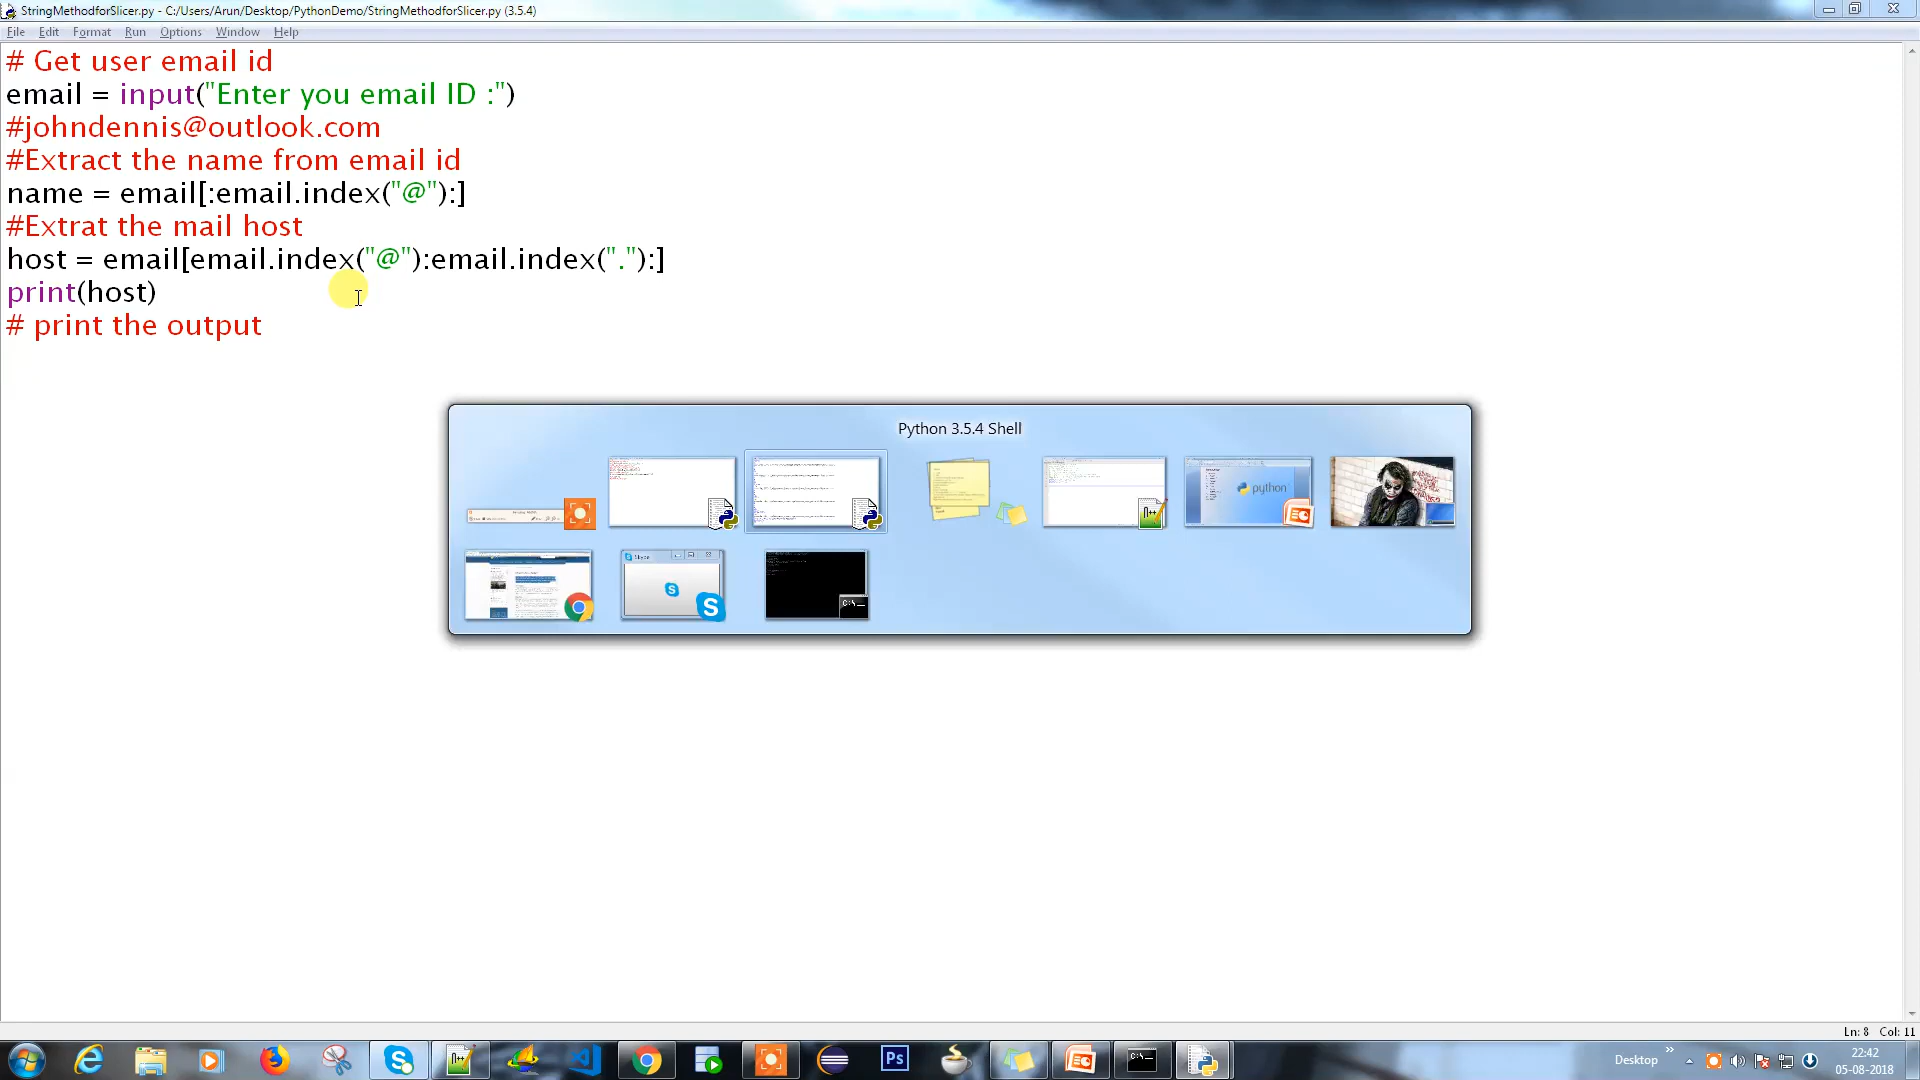 StringMethodforSlicer.py - C:/Users/Arun/Desktop/PythonDemo/StringMethodforSlicer.py (3.5.4)
File Edit Format Run Options Window Help
# Get user email id
email = input("Enter you email ID :")
#johndennis@outlook.com
#Extract the name from email id
name = email[:email.index("@"):]
#Extrat the mail host
host = email[email.index("@"):email.index("."):]
print(host)
# print the output
Python 3.5.4 Shell
python
Skype
C:\
Ln: 8 Col: 11
Ps
Desktop
22:42
05-08-2018